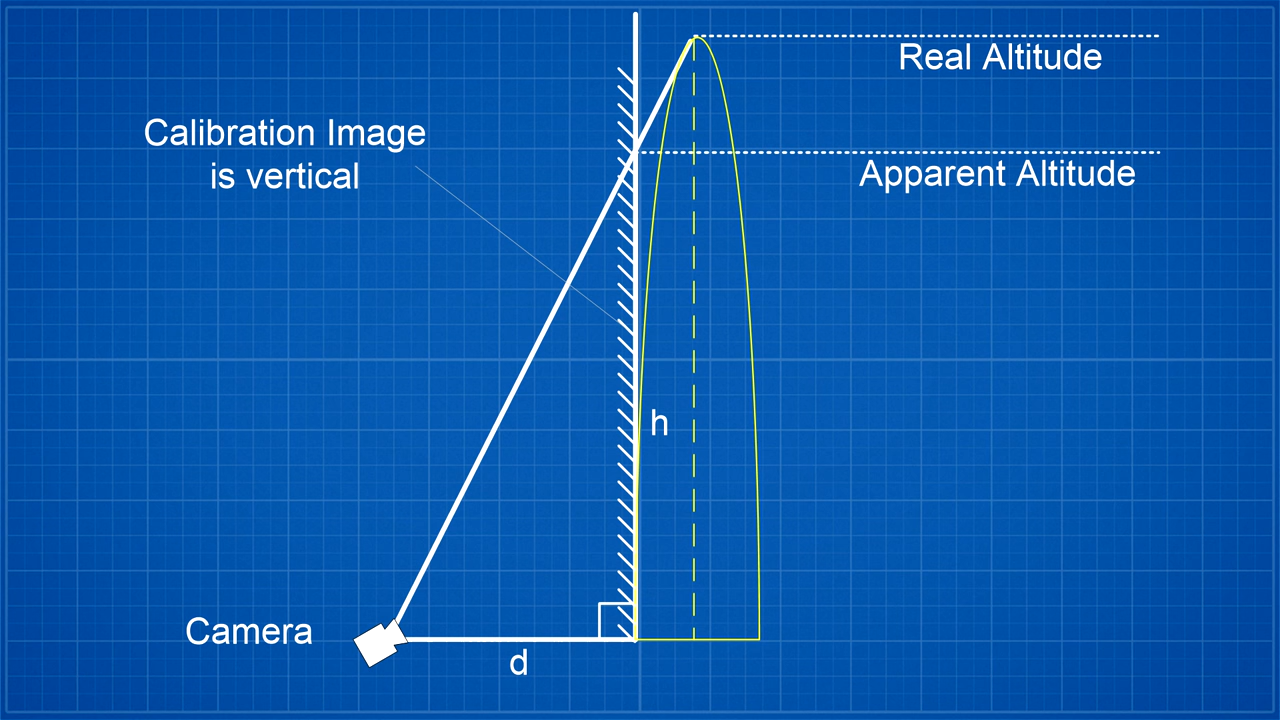 Real Altitude
Calibration Image
is vertical
Apparent Altitude
h
Camera
d